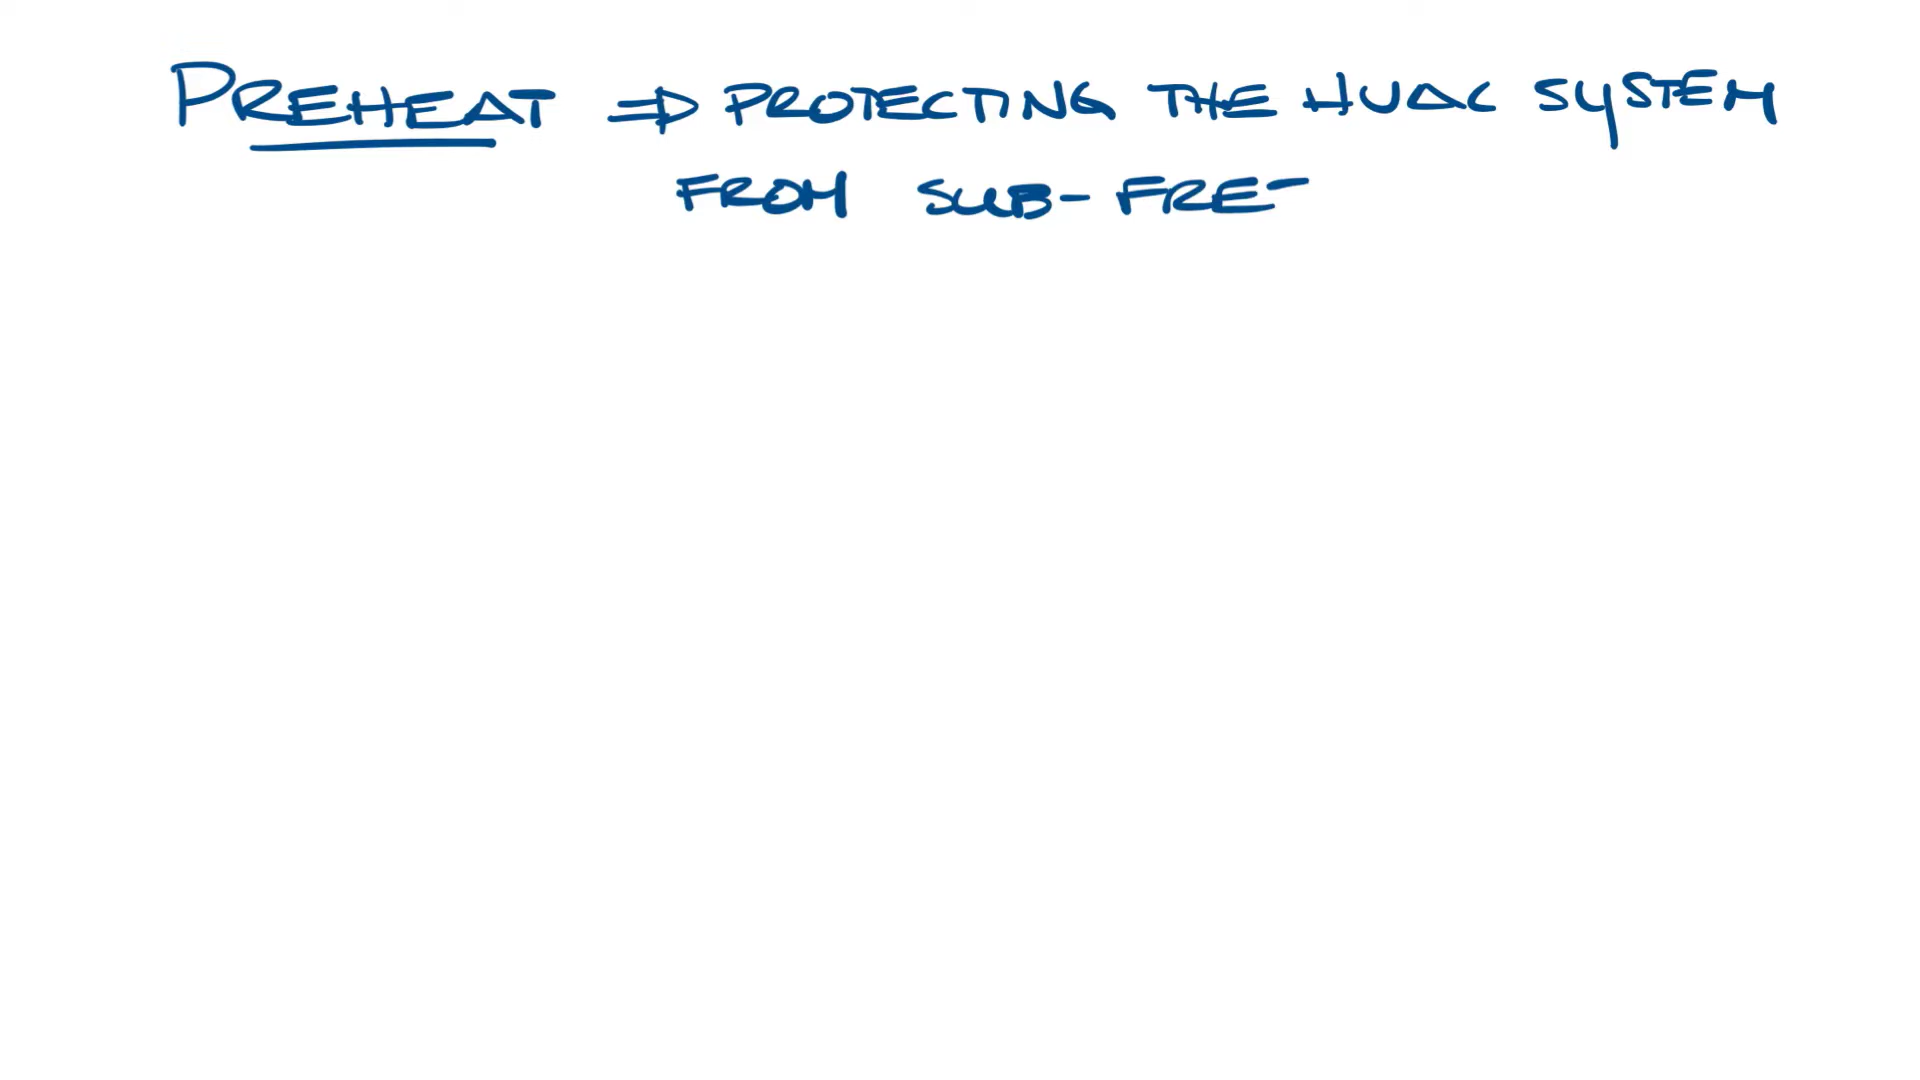 PREHEAT ⇒ PROTECTING THE HVAC SYSTEM
FROM SUB-FRE